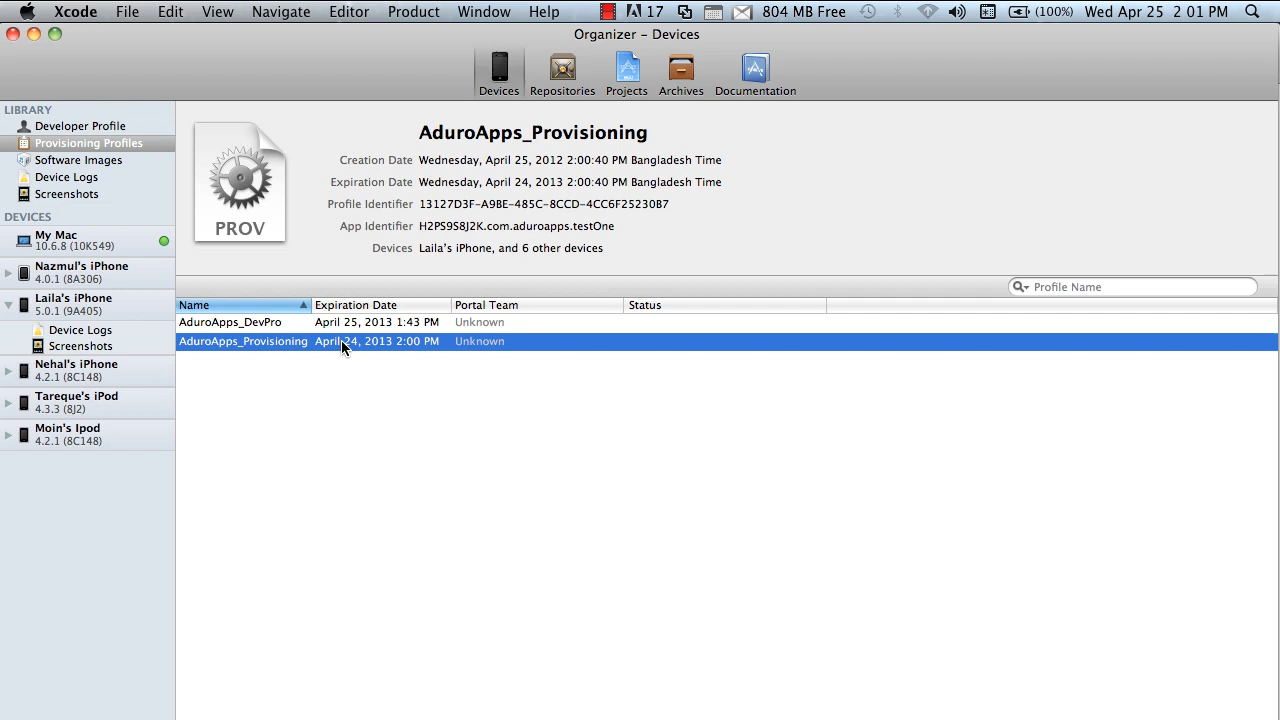 Xcode File Edit View Navigate Editor Product Window Help 17 804 MB Free (100%) Wed Apr 25 2 01 PM
Organizer – Devices
Devices Repositories Projects Archives Documentation
LIBRARY
Developer Profile
Provisioning Profiles
Software Images
Device Logs
Screenshots
DEVICES
My Mac
10.6.8 (10K549)
Nazmul's iPhone
4.0.1 (8A306)
Laila's iPhone
5.0.1 (9A405)
Device Logs
Screenshots
Nehal's iPhone
4.2.1 (8C148)
Tareque's iPod
4.3.3 (8J2)
Moin's Ipod
4.2.1 (8C148)
PROV
AduroApps_Provisioning
Creation Date Wednesday, April 25, 2012 2:00:40 PM Bangladesh Time
Expiration Date Wednesday, April 24, 2013 2:00:40 PM Bangladesh Time
Profile Identifier 13127D3F-A9BE-485C-8CCD-4CC6F25230B7
App Identifier H2PS9S8J2K.com.aduroapps.testOne
Devices Laila's iPhone, and 6 other devices
Profile Name
Name Expiration Date Portal Team Status
AduroApps_DevPro April 25, 2013 1:43 PM Unknown
AduroApps_Provisioning April 24, 2013 2:00 PM Unknown